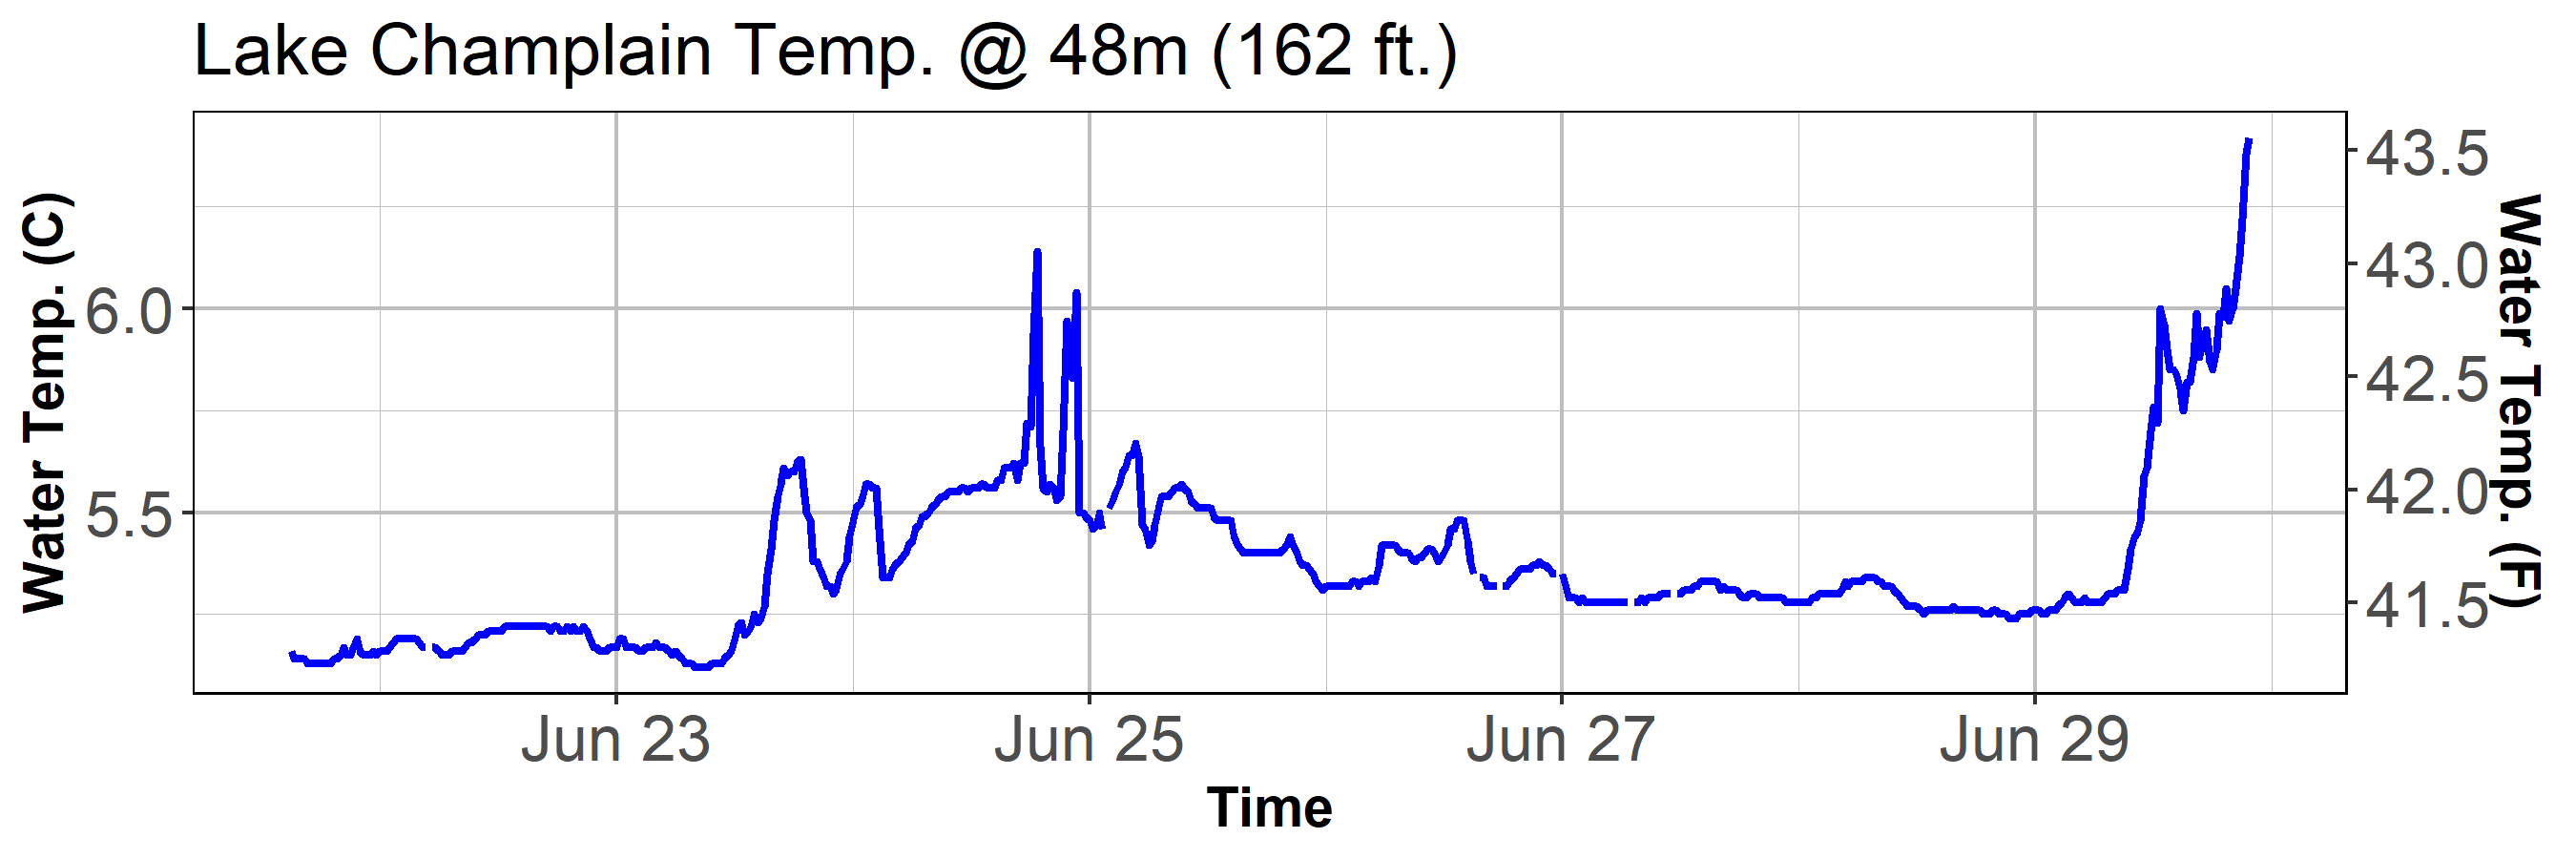 Lake Champlain Temp. @ 48m (162 ft.)
Water Temp. (C)
6.0
5.5
43.5
43.0
42.5
42.0
41.5
Water Temp. (F)
Jun 23
Jun 25
Jun 27
Jun 29
Time